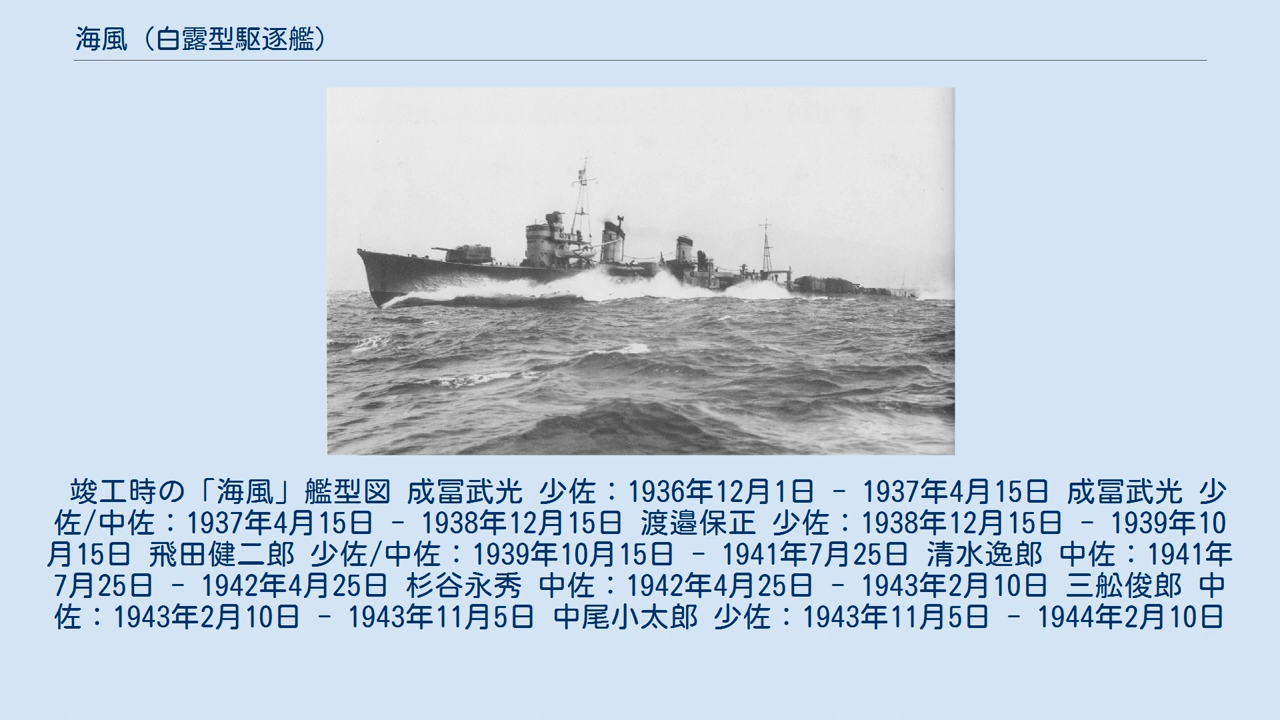 海風（白露型駆逐艦）
竣工時の「海風」艦型図 成冨武光 少佐：1936年12月1日 - 1937年4月15日 成冨武光 少
佐/中佐：1937年4月15日 - 1938年12月15日 渡邉保正 少佐：1938年12月15日 - 1939年10
月15日 飛田健二郎 少佐/中佐：1939年10月15日 - 1941年7月25日 清水逸郎 中佐：1941年
7月25日 - 1942年4月25日 杉谷永秀 中佐：1942年4月25日 - 1943年2月10日 三舩俊郎 中
佐：1943年2月10日 - 1943年11月5日 中尾小太郎 少佐：1943年11月5日 - 1944年2月10日